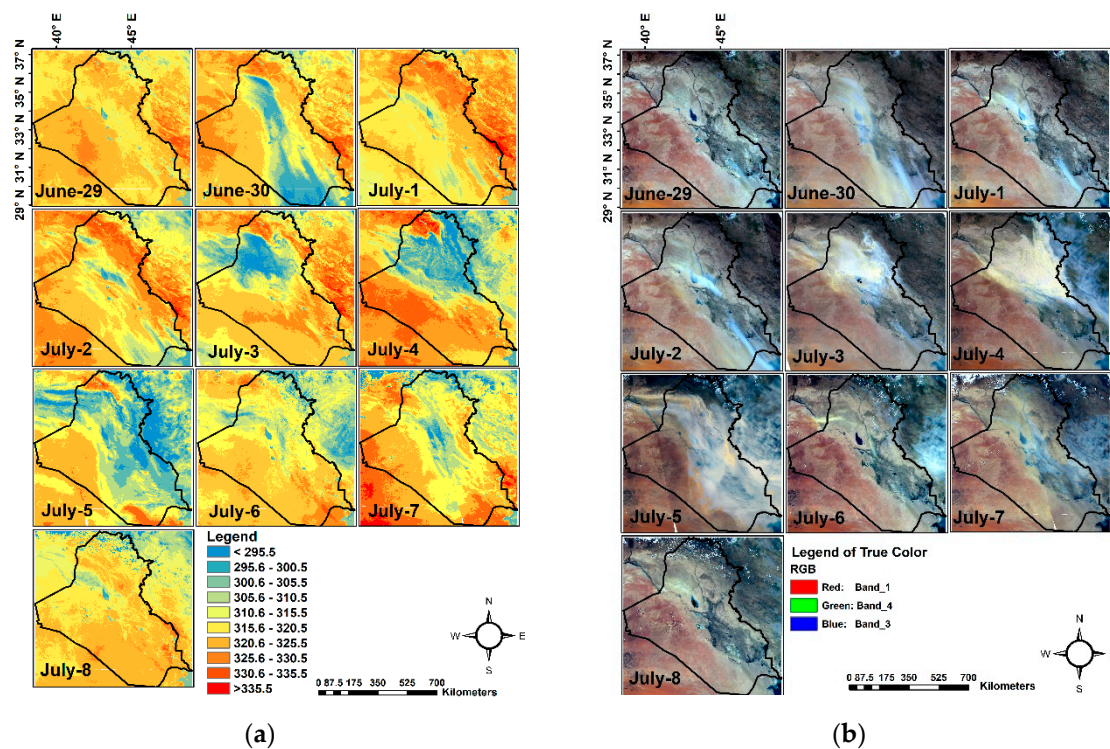 40° E 45° E
37° N
35° N
33° N
31° N
29° N
June-29 June-30 July-1
July-2 July-3 July-4
July-5 July-6 July-7
July-8
Legend
< 295.5
295.6 - 300.5
300.6 - 305.5
305.6 - 310.5
310.6 - 315.5
315.6 - 320.5
320.6 - 325.5
325.6 - 330.5
330.6 - 335.5
>335.5
N
W E
S
0 87.5 175 350 525 700
Kilometers
(a)
40° E 45° E
37° N
35° N
33° N
31° N
29° N
June-29 June-30 July-1
July-2 July-3 July-4
July-5 July-6 July-7
July-8
Legend of True Color
RGB
Red: Band_1
Green: Band_4
Blue: Band_3
N
W
S
0 87.5 175 350 525 700
Kilometers
(b)